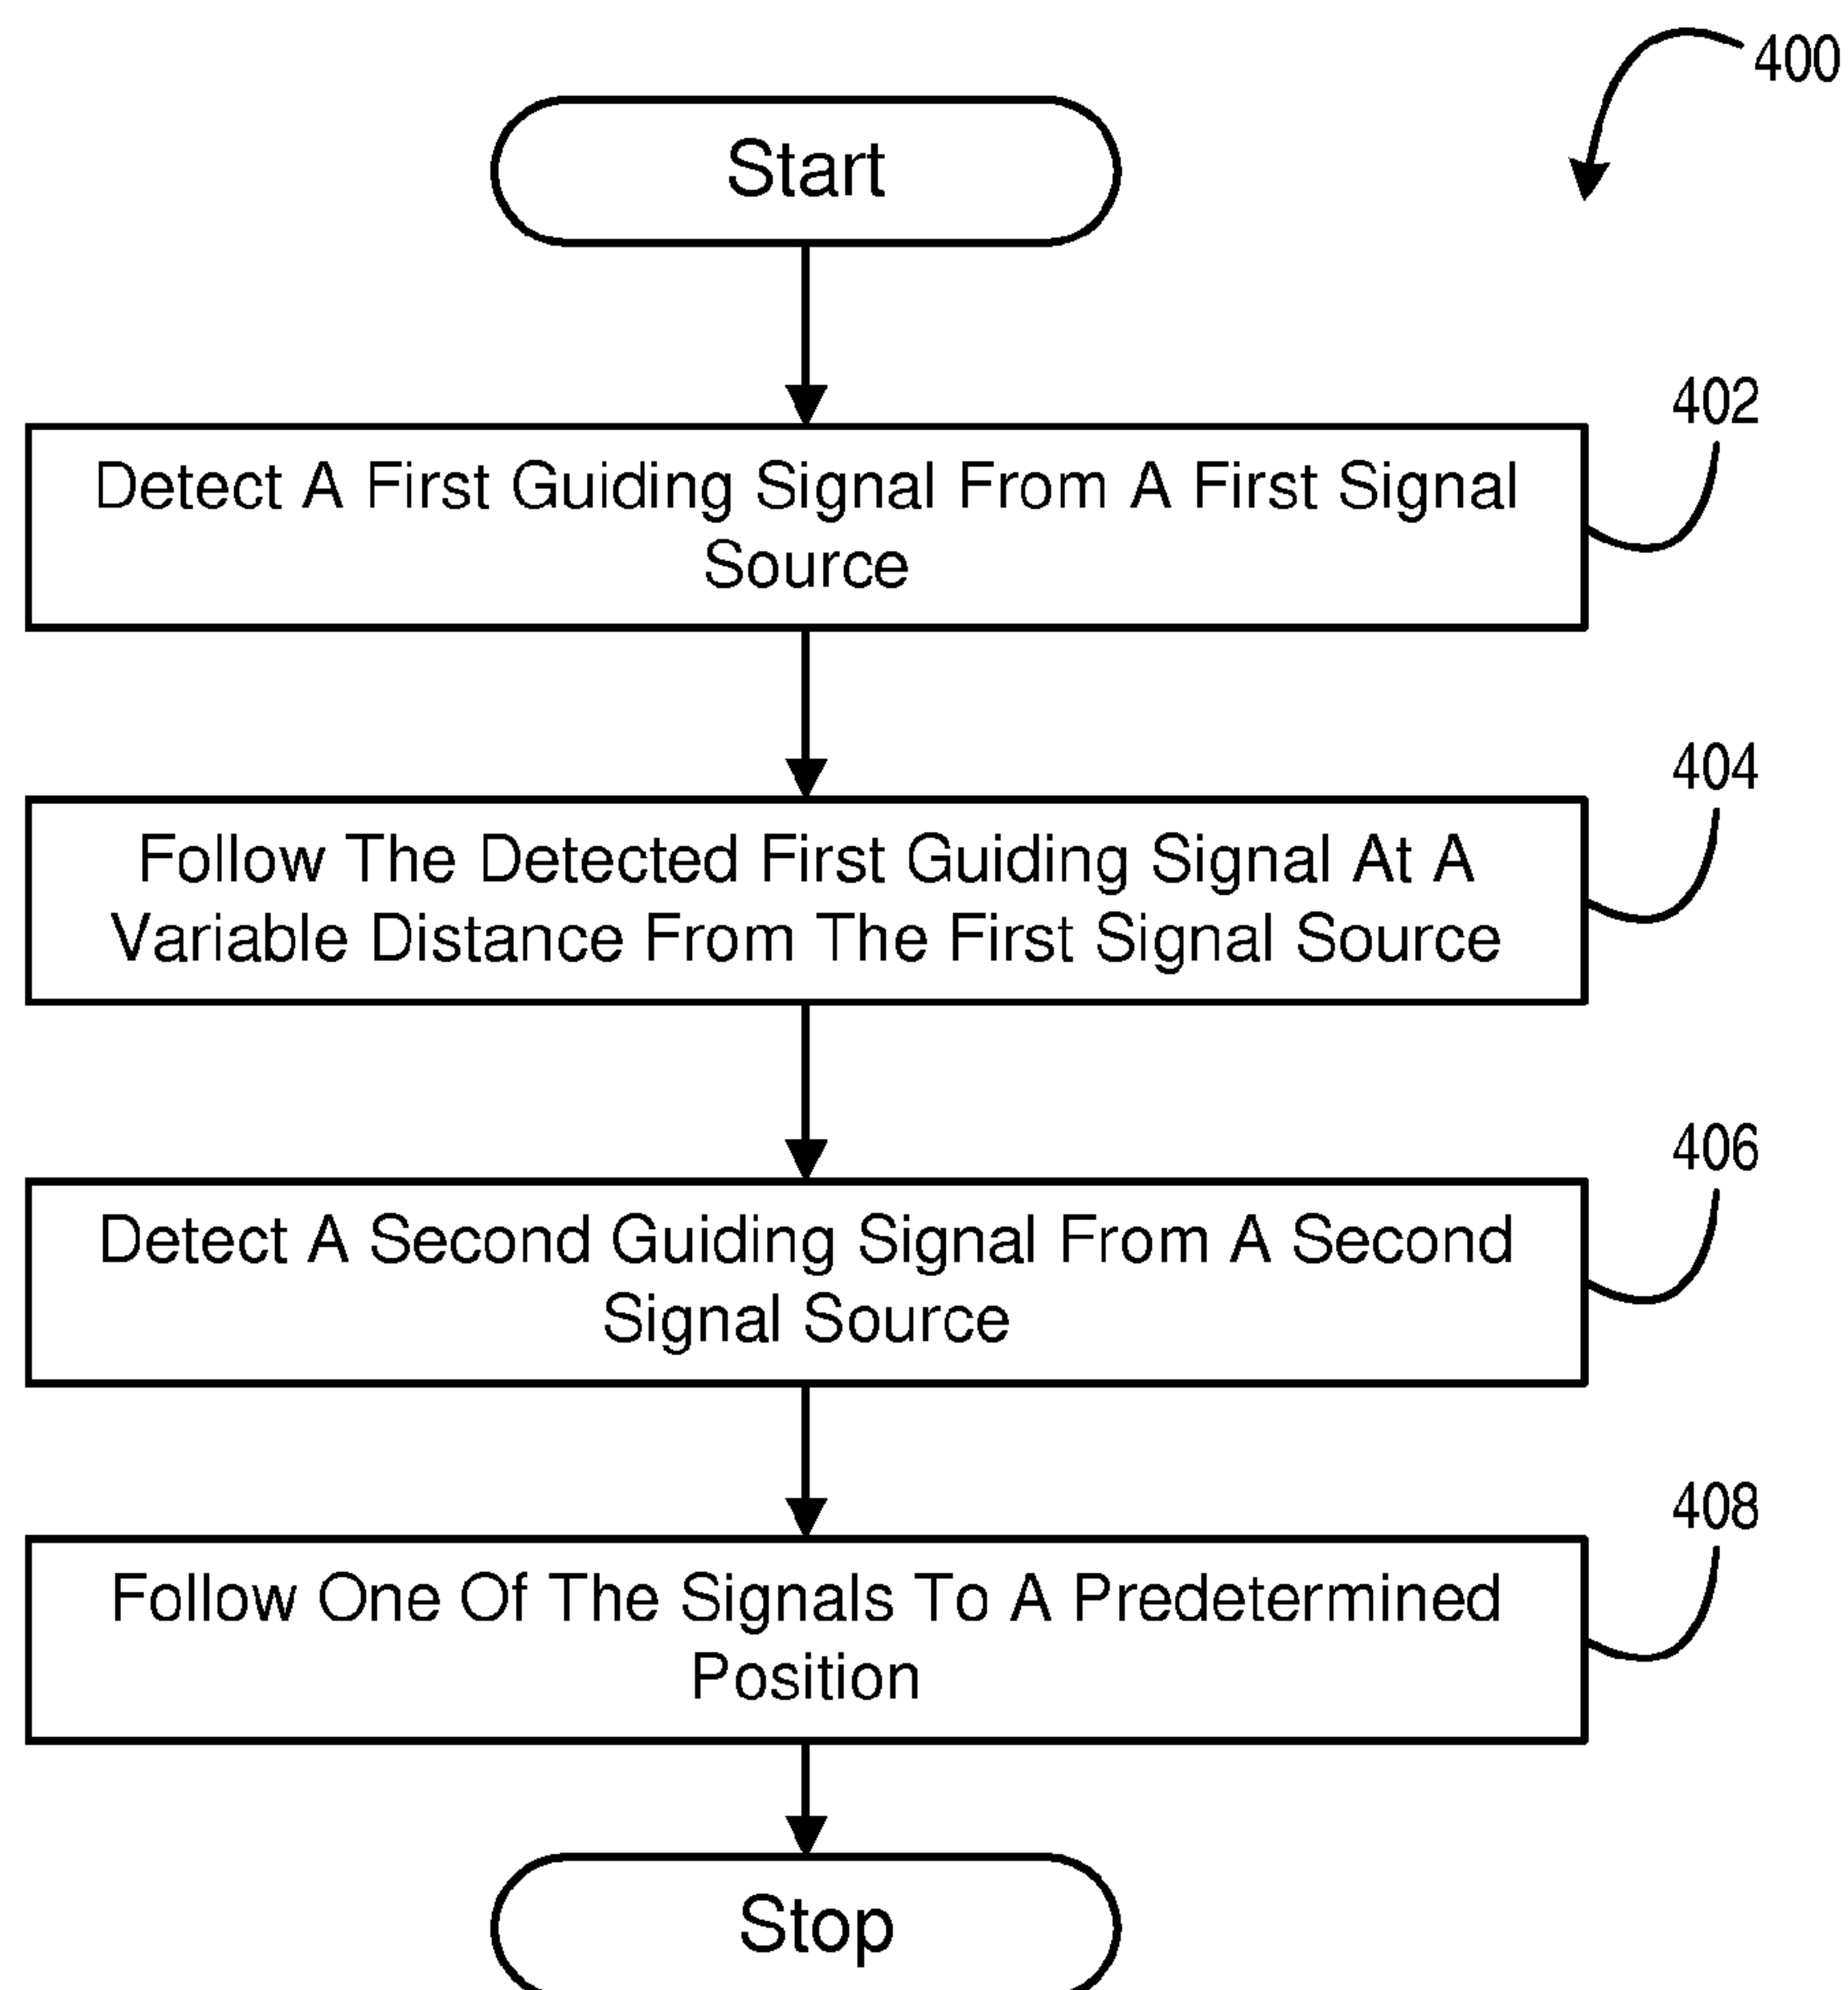 400
Start
402
Detect A First Guiding Signal From A First Signal
Source
404
Follow The Detected First Guiding Signal At A
Variable Distance From The First Signal Source
406
Detect A Second Guiding Signal From A Second
Signal Source
408
Follow One Of The Signals To A Predetermined
Position
Stop